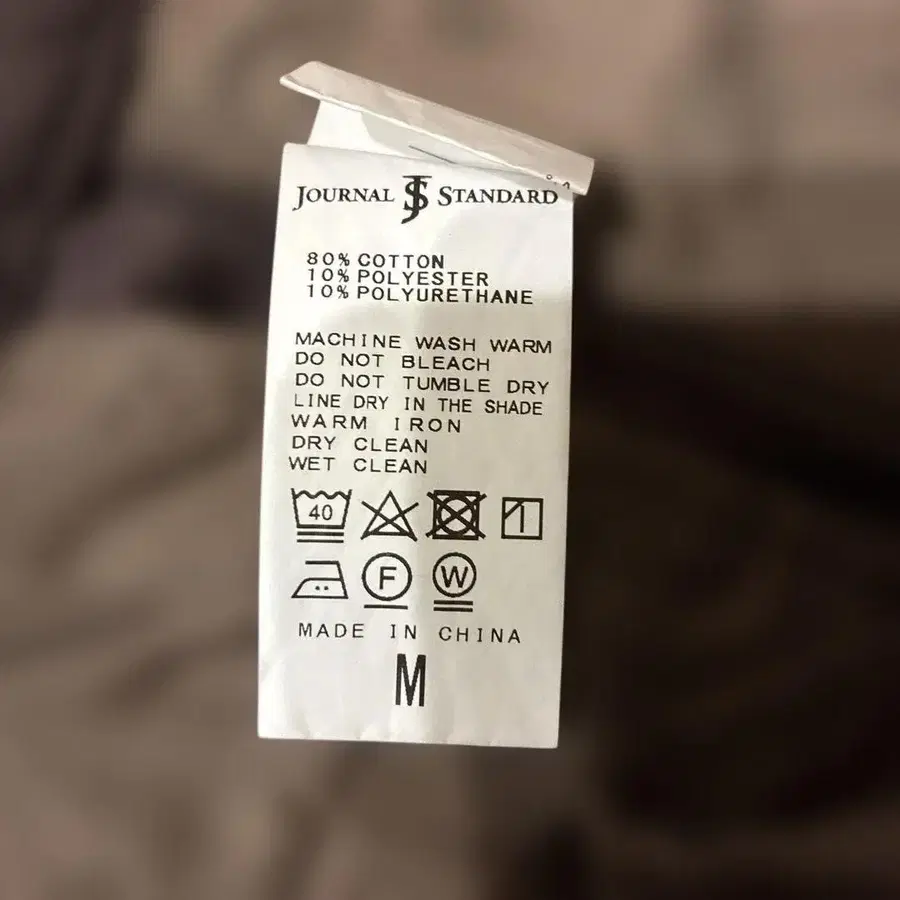 JOURNAL JS STANDARD
80% COTTON
10% POLYESTER
10% POLYURETHANE
MACHINE WASH WARM
DO NOT BLEACH
DO NOT TUMBLE DRY
LINE DRY IN THE SHADE
WARM IRON
DRY CLEAN
WET CLEAN
40
F W
MADE IN CHINA
M